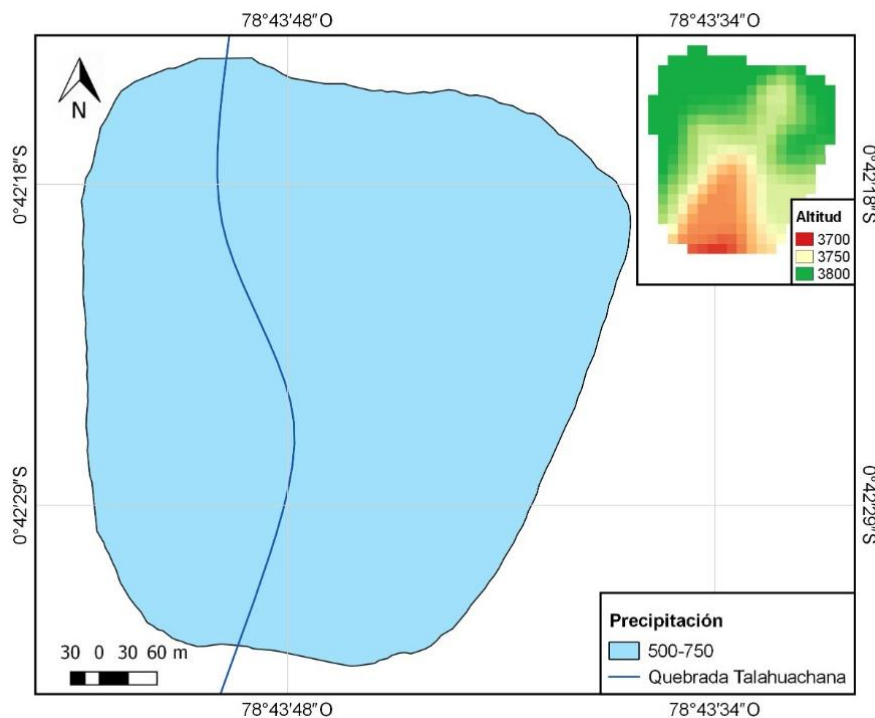 78°43'48"O
78°43'34"O
N
0°42'18"S
0°42'18"S
Altitud
3700
3750
3800
0°42'29"S
0°42'29"S
Precipitación
500-750
Quebrada Talahuachana
30 0 30 60 m
78°43'48"O
78°43'34"O